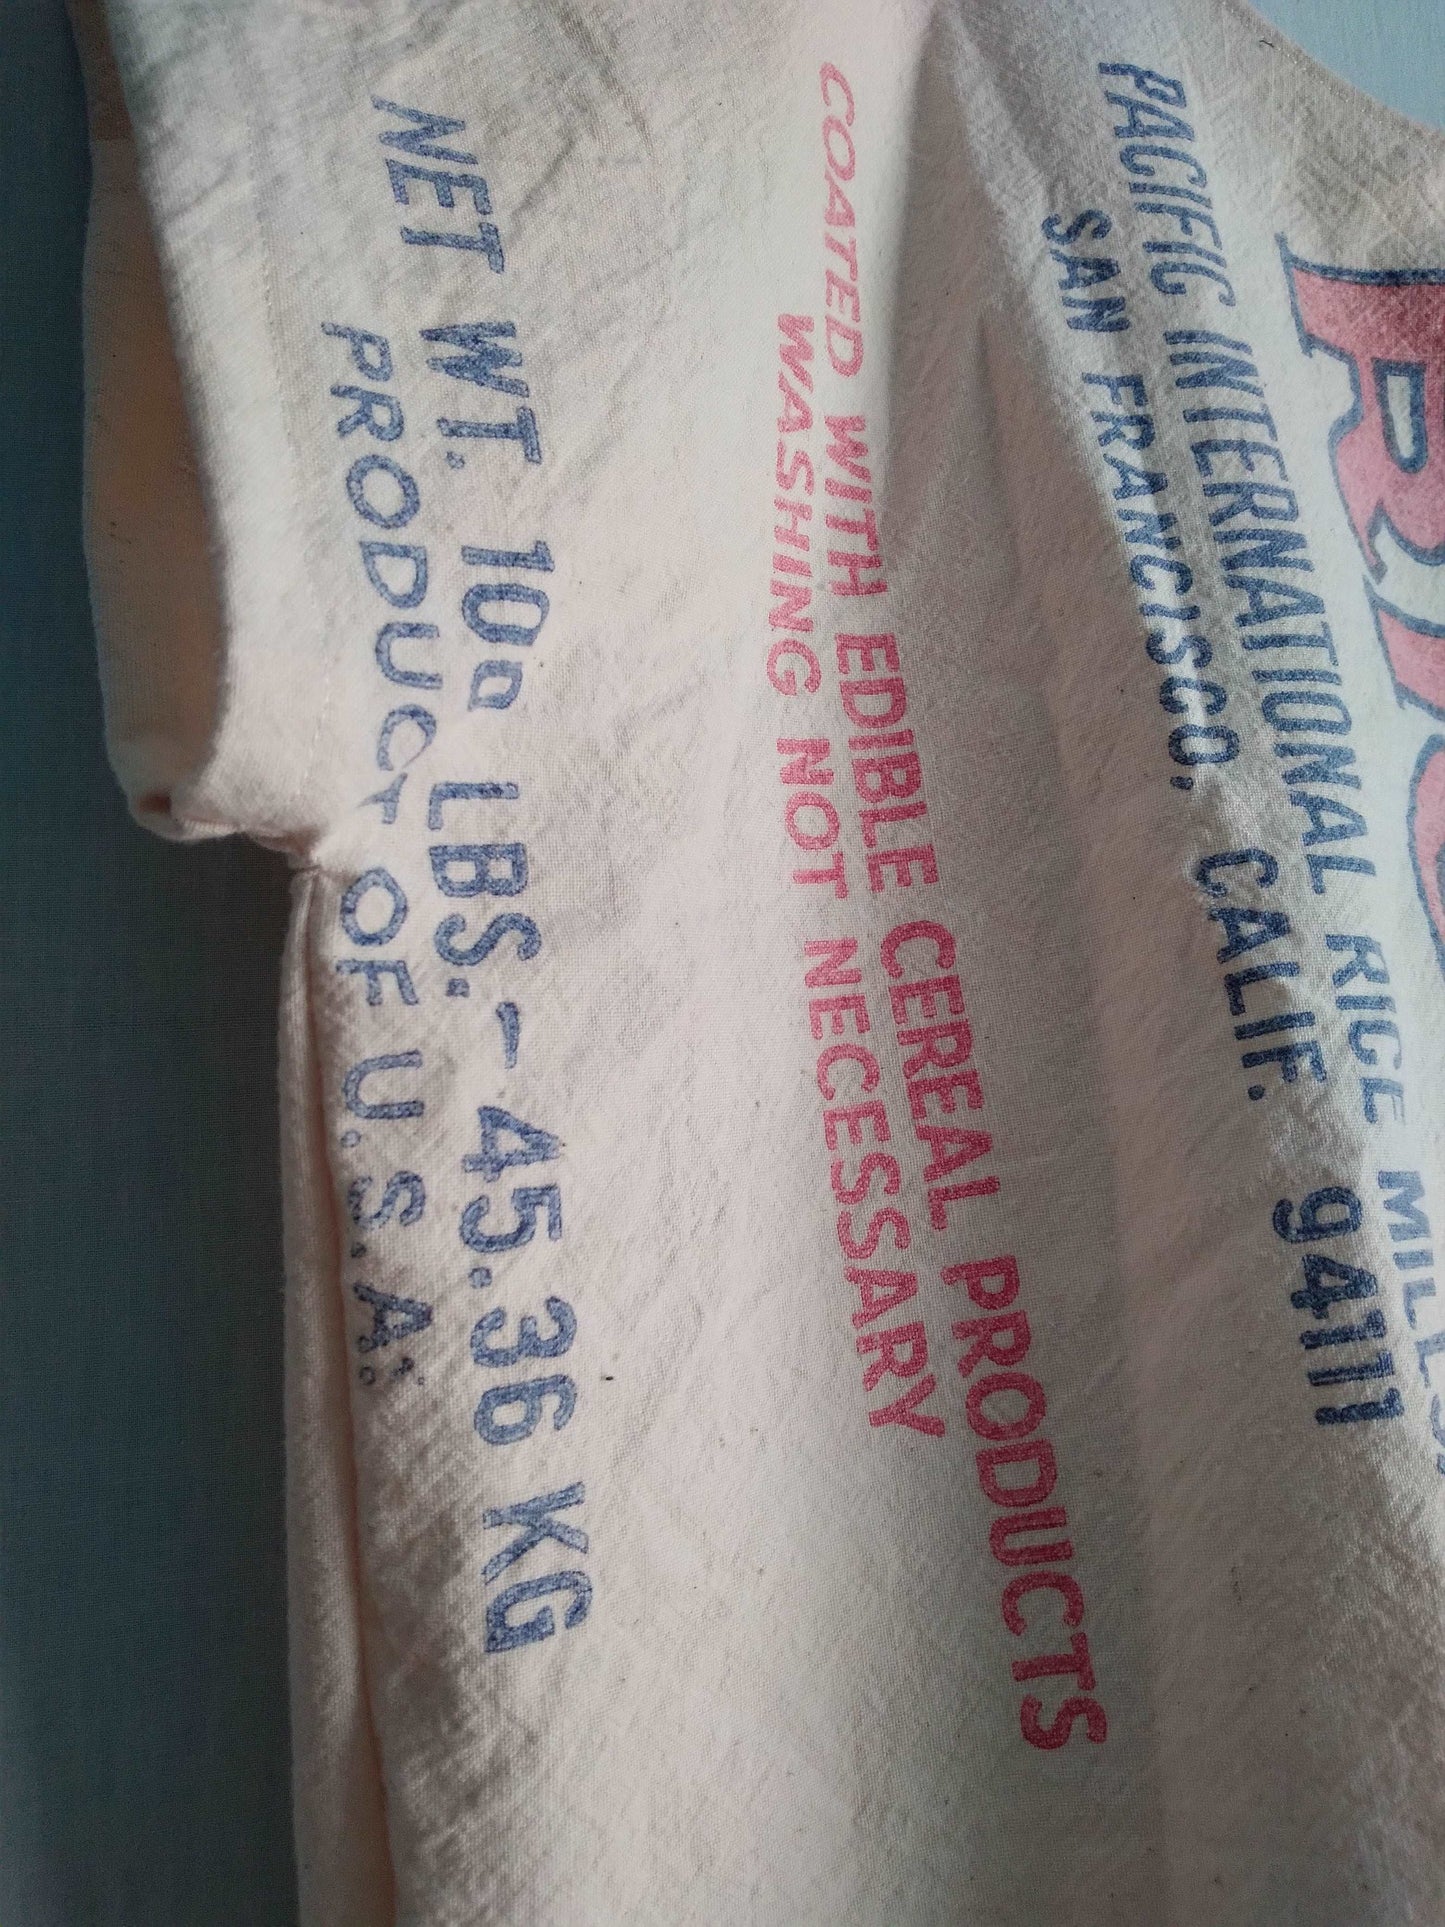 RIC
PACIFIC INTERNATIONAL RICE MILLS,
SAN FRANCISCO, CALIF. 94111
COATED WITH EDIBLE CEREAL PRODUCTS
WASHING NOT NECESSARY
NET WT. 100 LBS. - 45.36 KG
PRODUCT OF U.S.A.